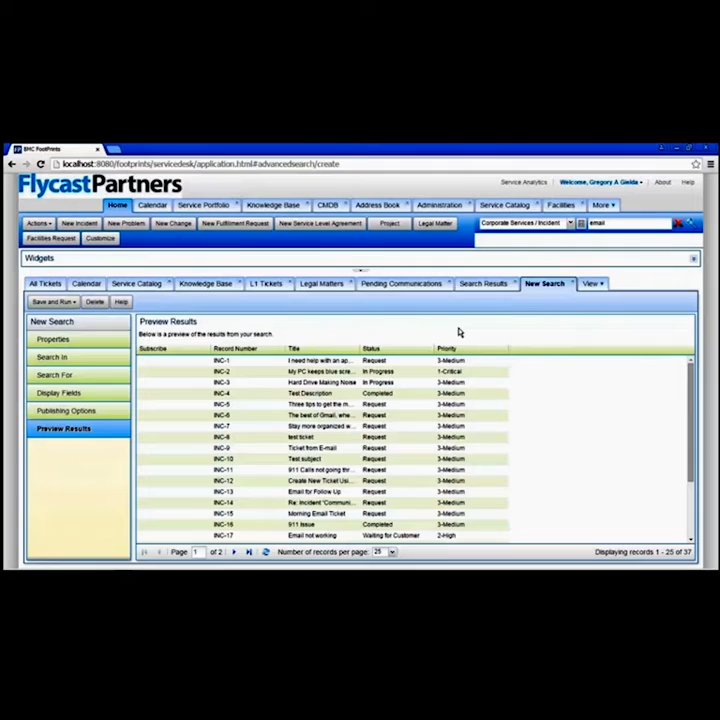 BMC FootPrints
localhost:8080/footprints/servicedesk/application.html#advancedsearch/create
FlycastPartners
Service Analytics Welcome, Gregory A Gielda About Help
Home Calendar Service Portfolio Knowledge Base CMDB Address Book Administration Service Catalog Facilities More
Actions New Incident New Problem New Change New Fulfillment Request New Service Level Agreement Project Legal Matter Corporate Services / Incident email
Facilities Request Customize
Widgets
All Tickets Calendar Service Catalog Knowledge Base L1 Tickets Legal Matters Pending Communications Search Results New Search View
Save and Run Delete Help
New Search
Properties
Search In
Search For
Display Fields
Publishing Options
Preview Results
Preview Results
Below is a preview of the results from your search.
Subscribe Record Number Title Status Priority
INC-1 I need help with an ap... Request 3-Medium
INC-2 My PC keeps blue scre... In Progress 1-Critical
INC-3 Hard Drive Making Noise In Progress 3-Medium
INC-4 Test Description Completed 3-Medium
INC-5 Three tips to get the m... Request 3-Medium
INC-6 The best of Gmail, whe... Request 3-Medium
INC-7 Stay more organized w... Request 3-Medium
INC-8 test ticket Request 3-Medium
INC-9 Ticket from E-mail Request 3-Medium
INC-10 Test subject Request 3-Medium
INC-11 911 Calls not going thr... Request 3-Medium
INC-12 Create New Ticket Usi... Request 3-Medium
INC-13 Email for Follow Up Request 3-Medium
INC-14 Re: Incident "Communi... Request 3-Medium
INC-15 Morning Email Ticket Request 3-Medium
INC-16 911 Issue Completed 3-Medium
INC-17 Email not working Waiting for Customer 2-High
Page 1 of 2 Number of records per page: 25 Displaying records 1 - 25 of 37